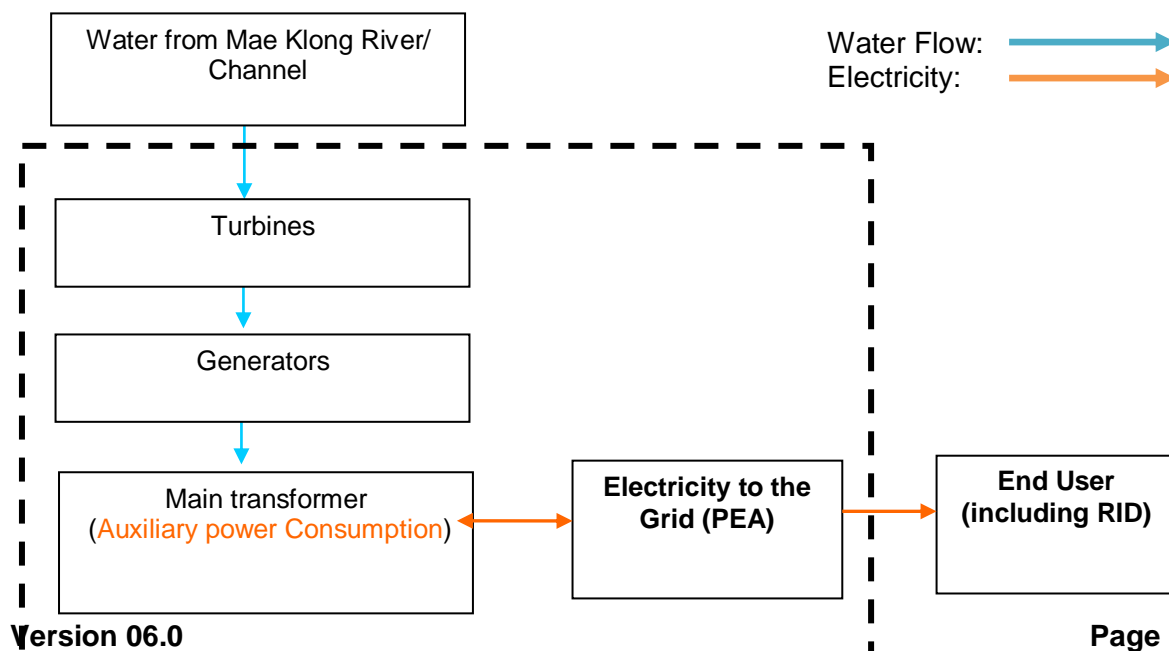 Water from Mae Klong River/
Channel
Water Flow:
Electricity:
Turbines
Generators
Main transformer
(Auxiliary power Consumption)
Electricity to the
Grid (PEA)
End User
(including RID)
Version 06.0
Page